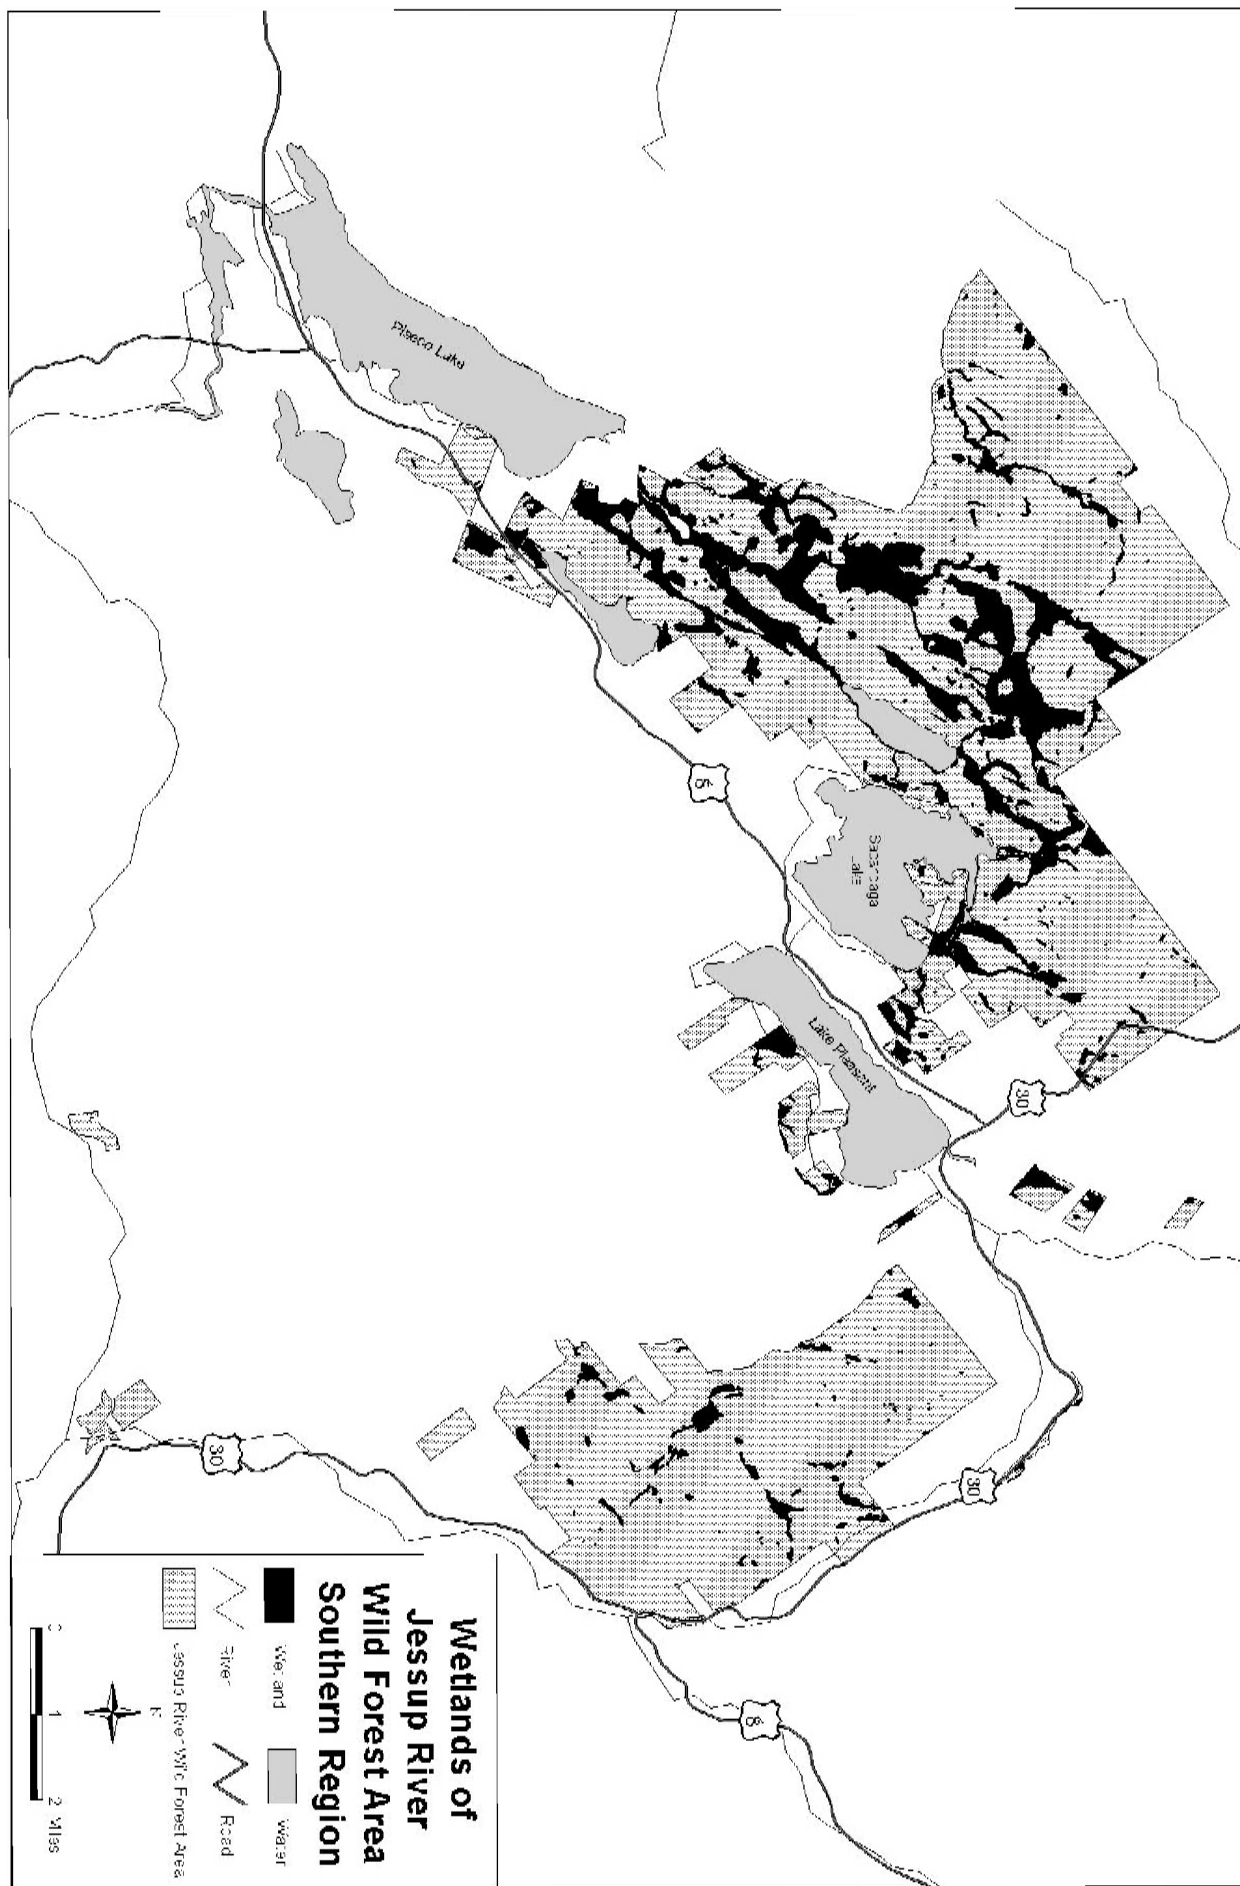 Piseco Lake
Sacandaga
Lake
Lake Pleasant
8
30
30
30
8
Wetlands of
Jessup River
Wild Forest Area
Southern Region
Wetland
Water
River
Road
Jessup River Wild Forest Area
N
0 1 2 Miles